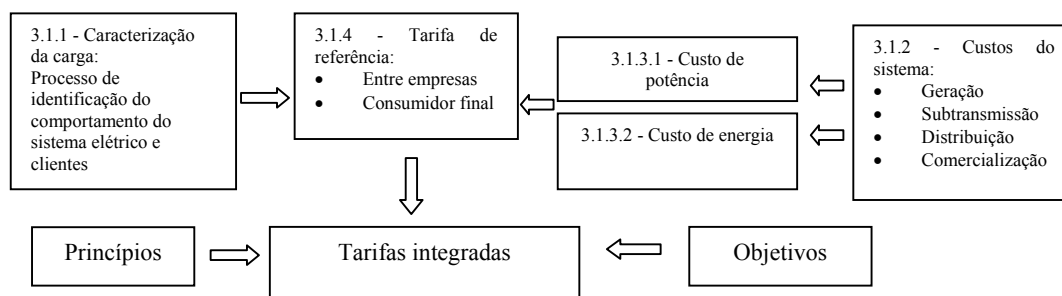 3.1.1 - Caracterização
da carga:
Processo de
identificação do
comportamento do
sistema elétrico e
clientes
3.1.4 - Tarifa de
referência:
• Entre empresas
• Consumidor final
3.1.3.1 - Custo de
potência
3.1.3.2 - Custo de energia
3.1.2 - Custos do
sistema:
• Geração
• Subtransmissão
• Distribuição
• Comercialização
Princípios
Tarifas integradas
Objetivos